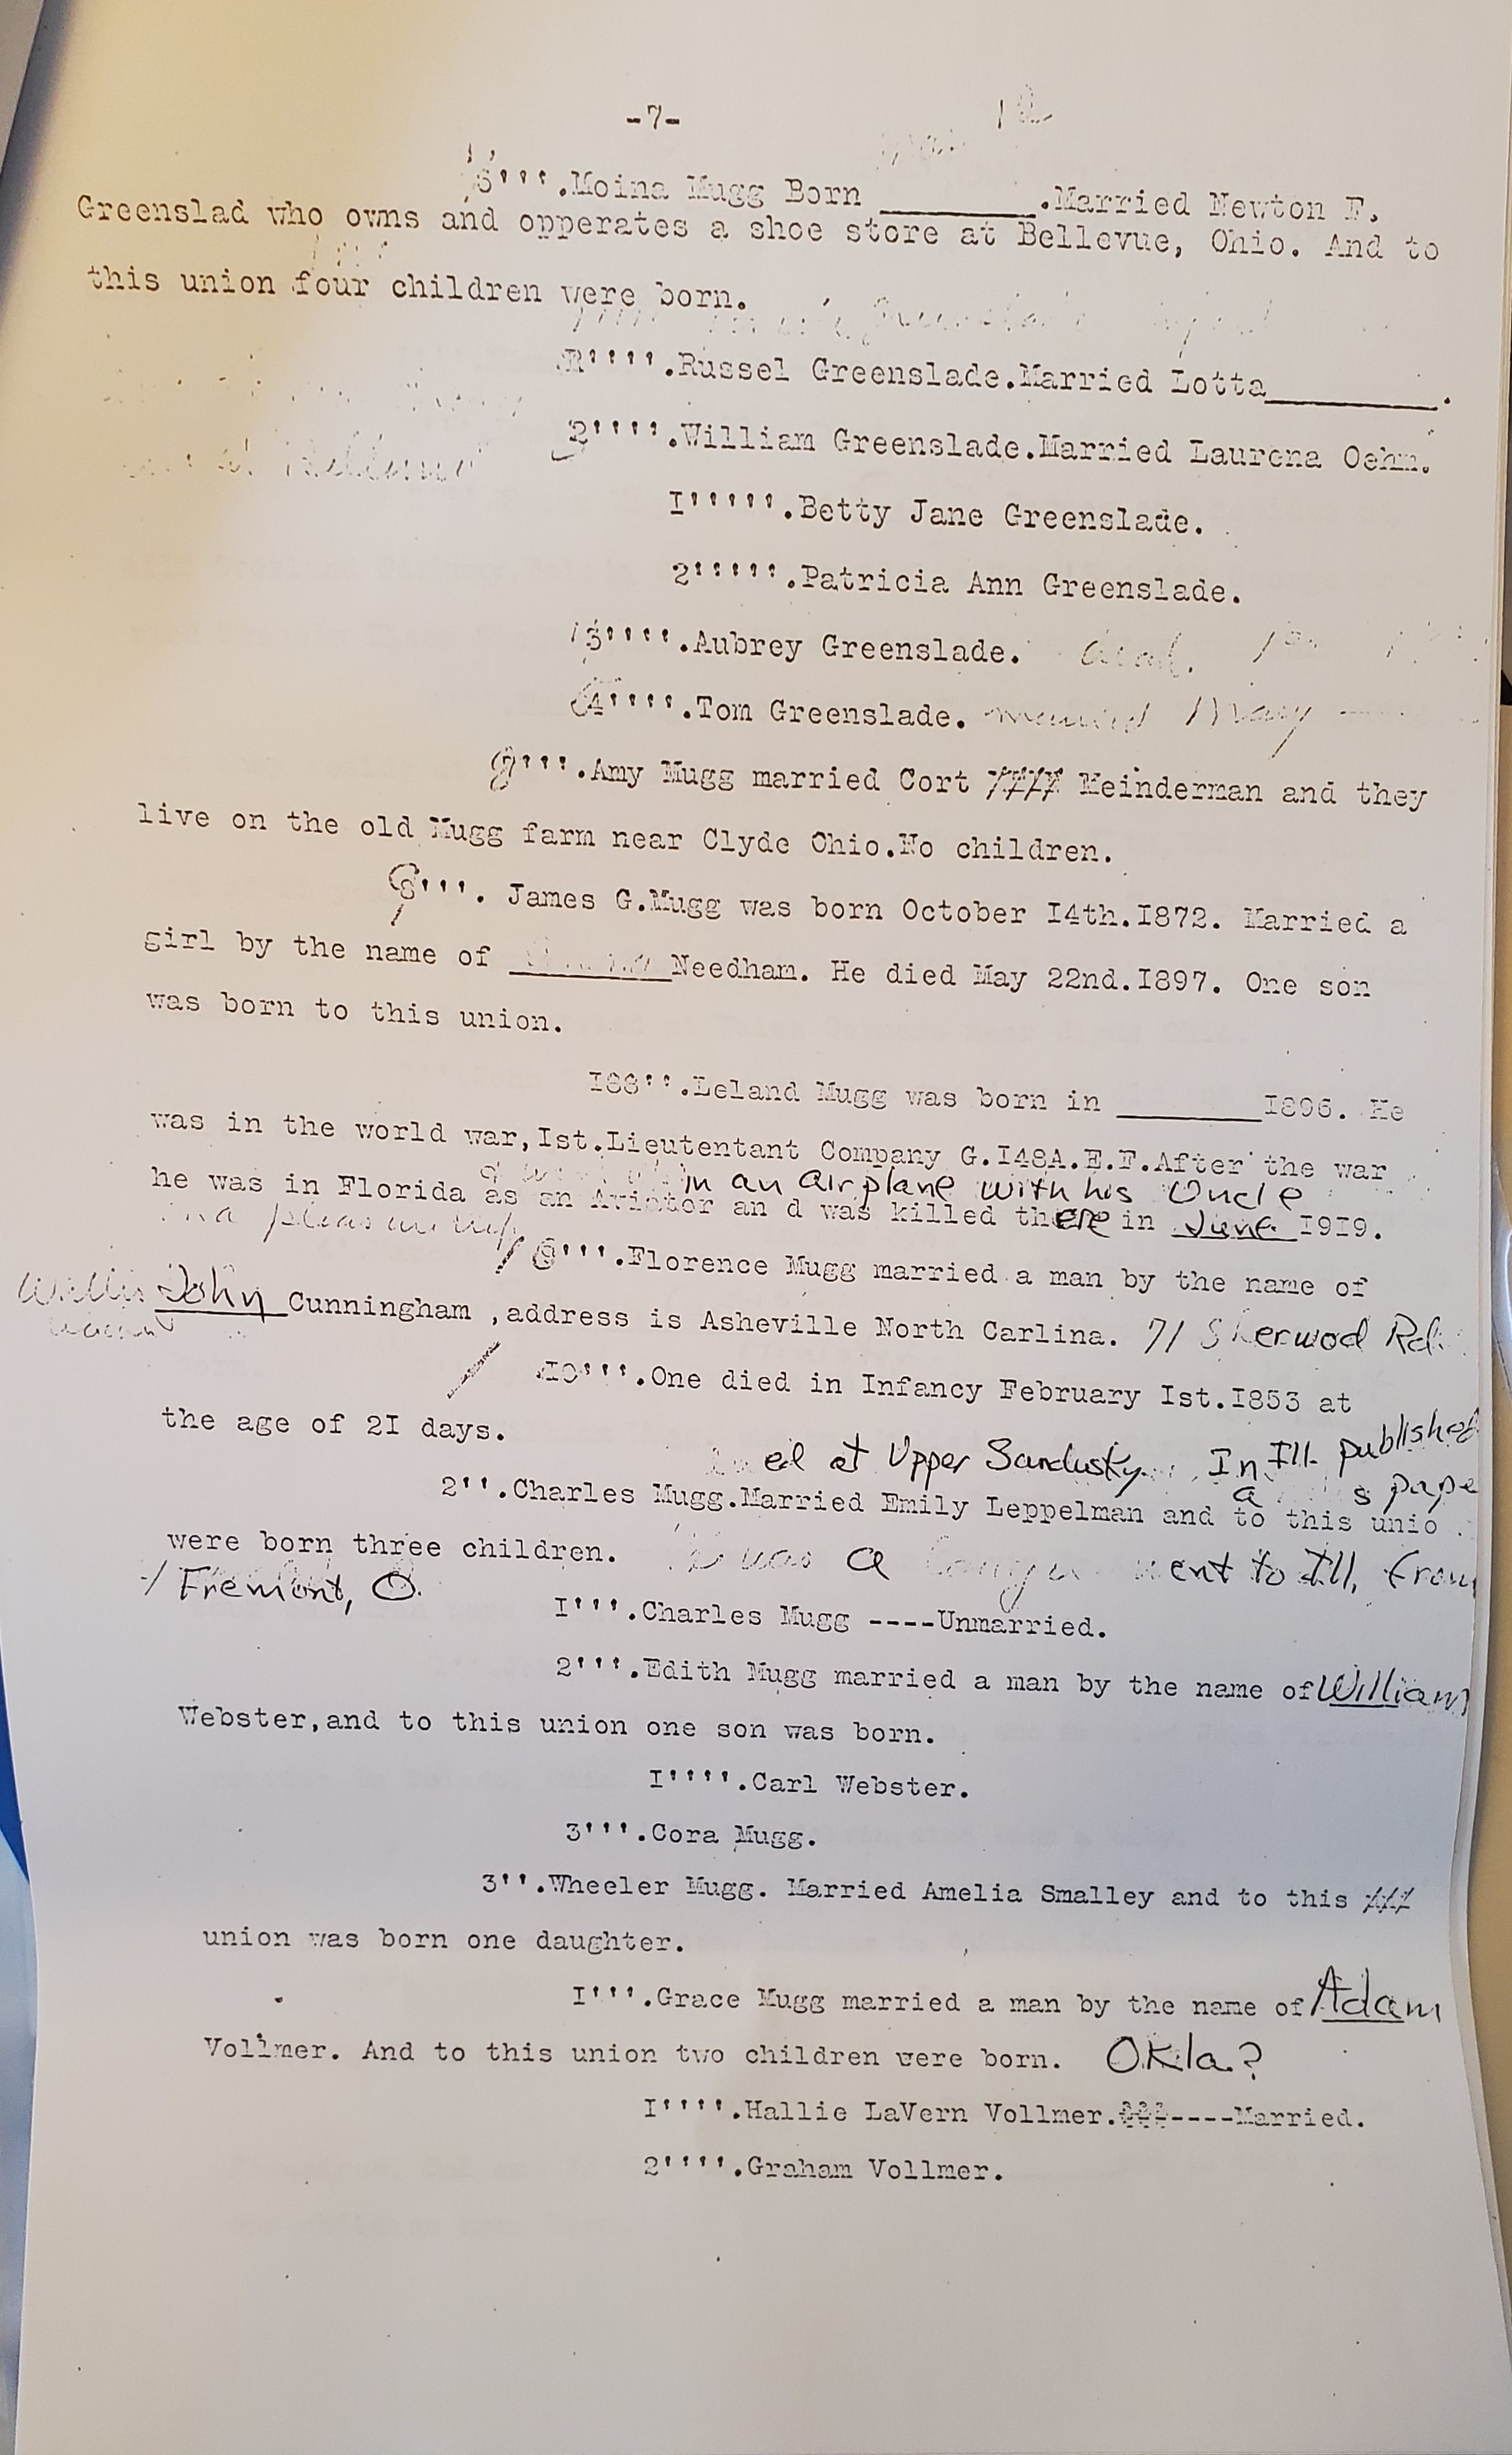 -7-
6'''.Moina Mugg Born ________.Married Newton F.
Greenslad who owns and opperates a shoe store at Bellevue, Ohio. And to
this union four children were born.
I''''.Russel Greenslade.Married Lotta_________.
2''''.William Greenslade.Married Laurena Oehm.
I'''''.Betty Jane Greenslade.
2'''''.Patricia Ann Greenslade.
3''''.Aubrey Greenslade. dead.
4''''.Tom Greenslade. married Mary
7'''.Amy Mugg married Cort Meinderman and they
live on the old Mugg farm near Clyde Ohio.No children.
8'''. James G.Mugg was born October I4th.I872. Married a
girl by the name of ________Needham. He died May 22nd.I897. One son
was born to this union.
I88''.Leland Mugg was born in ________I896. He
was in the world war,Ist.Lieutentant Company G.I48A.E.F.After the war
in an airplane with his Uncle
he was in Florida as an Aviator an d was killed there in June I9I9.
9'''.Florence Mugg married a man by the name of
John Cunningham ,address is Asheville North Carlina. 71 Sherwod Rd.
IO'''.One died in Infancy February Ist.I853 at
the age of 2I days.
ed at Upper Sandusky In Ill. published
a s pape
2''.Charles Mugg.Married Emily Leppelman and to this unio
were born three children. was a went to Ill, from
Fremont, O.
I'''.Charles Mugg ----Unmarried.
2'''.Edith Mugg married a man by the name of William
Webster,and to this union one son was born.
I''''.Carl Webster.
3'''.Cora Mugg.
3''.Wheeler Mugg. Married Amelia Smalley and to this
union was born one daughter.
I'''.Grace Mugg married a man by the name of Adam
Vollmer. And to this union two children were born. Okla.?
I''''.Hallie LaVern Vollmer.----Married.
2''''.Graham Vollmer.